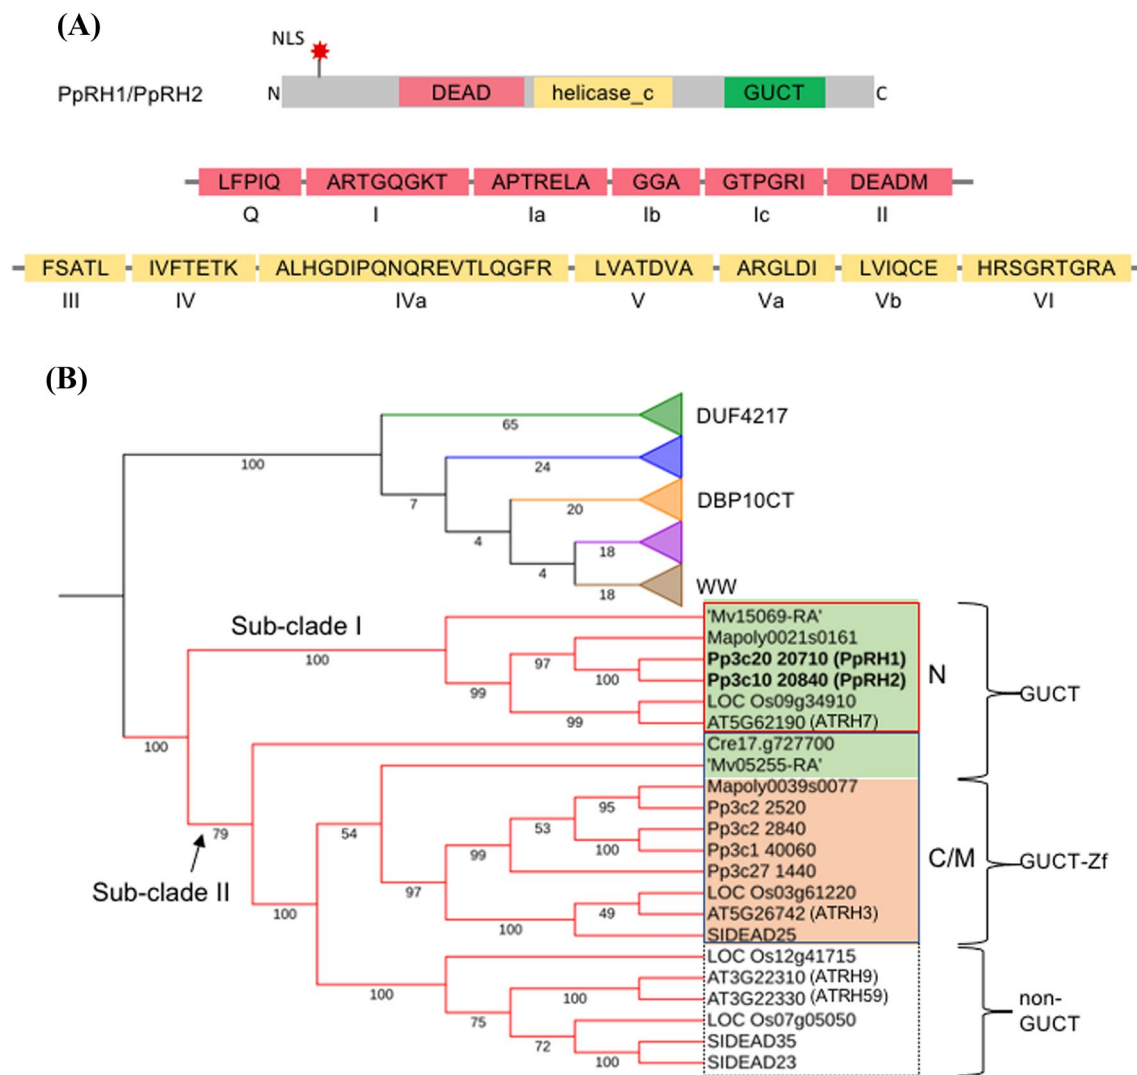 (A)
NLS
PpRH1/PpRH2
N
DEAD
helicase_c
GUCT
C
LFPIQ ARTGQGKT APTRELA GGA GTPGRI DEADM
Q I Ia Ib Ic II
FSATL IVFTETK ALHGDIPQNQREVTLQGFR LVATDVA ARGLDI LVIQCE HRSGRTGRA
III IV IVa V Va Vb VI
(B)
DUF4217
65
100
24
7
DBP10CT
20
4
18
4
WW
18
Sub-clade I
100
'Mv15069-RA'
Mapoly0021s0161
97
Pp3c20 20710 (PpRH1)
100
Pp3c10 20840 (PpRH2)
99
LOC Os09g34910
99
AT5G62190 (ATRH7)
N
GUCT
100
Cre17.g727700
'Mv05255-RA'
79
Sub-clade II
54
Mapoly0039s0077
95
Pp3c2 2520
53
Pp3c2 2840
100
Pp3c1 40060
99
Pp3c27 1440
97
LOC Os03g61220
49
AT5G26742 (ATRH3)
100
SIDEAD25
C/M
GUCT-Zf
100
LOC Os12g41715
100
AT3G22310 (ATRH9)
100
AT3G22330 (ATRH59)
75
LOC Os07g05050
72
SIDEAD35
100
SIDEAD23
non-
GUCT